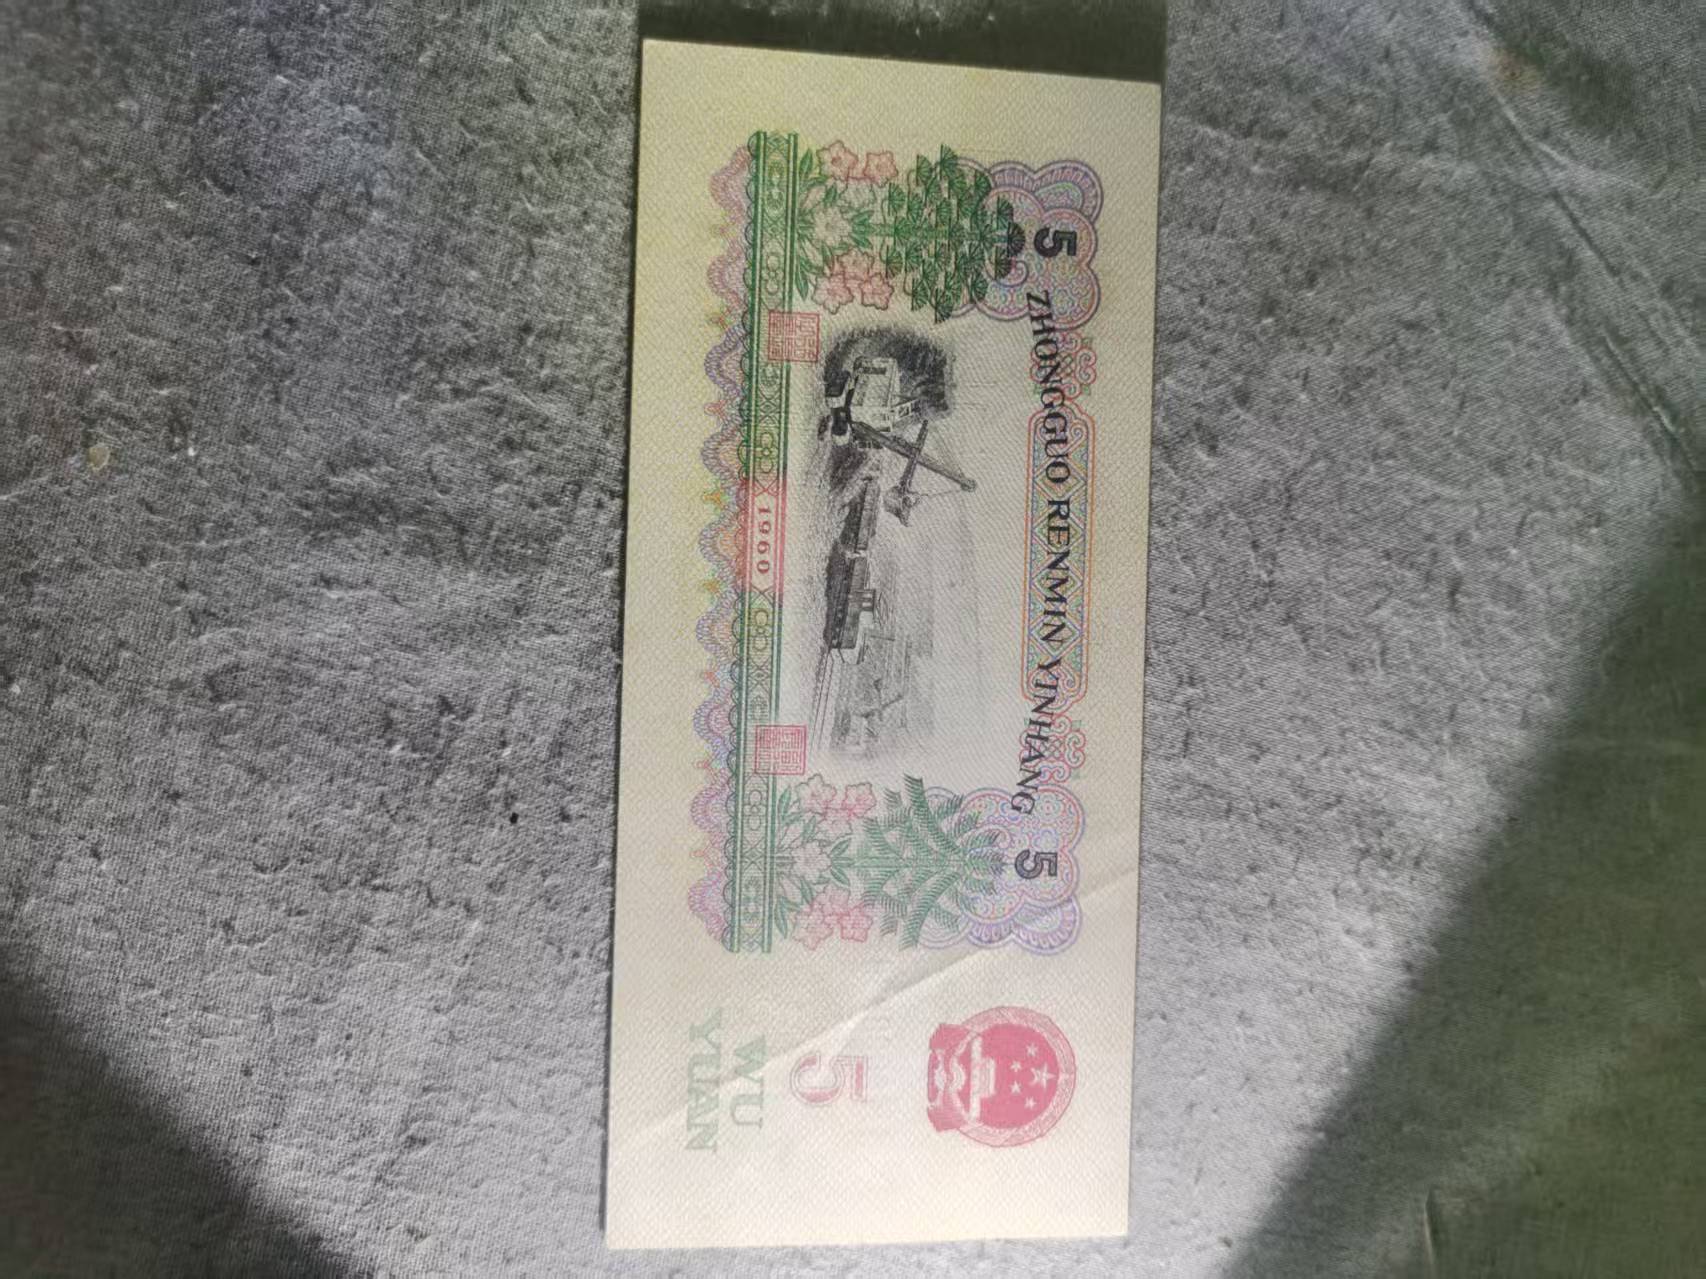 5 ZHONGGUO RENMIN YINHANG 5
1960
5
WU
YUAN